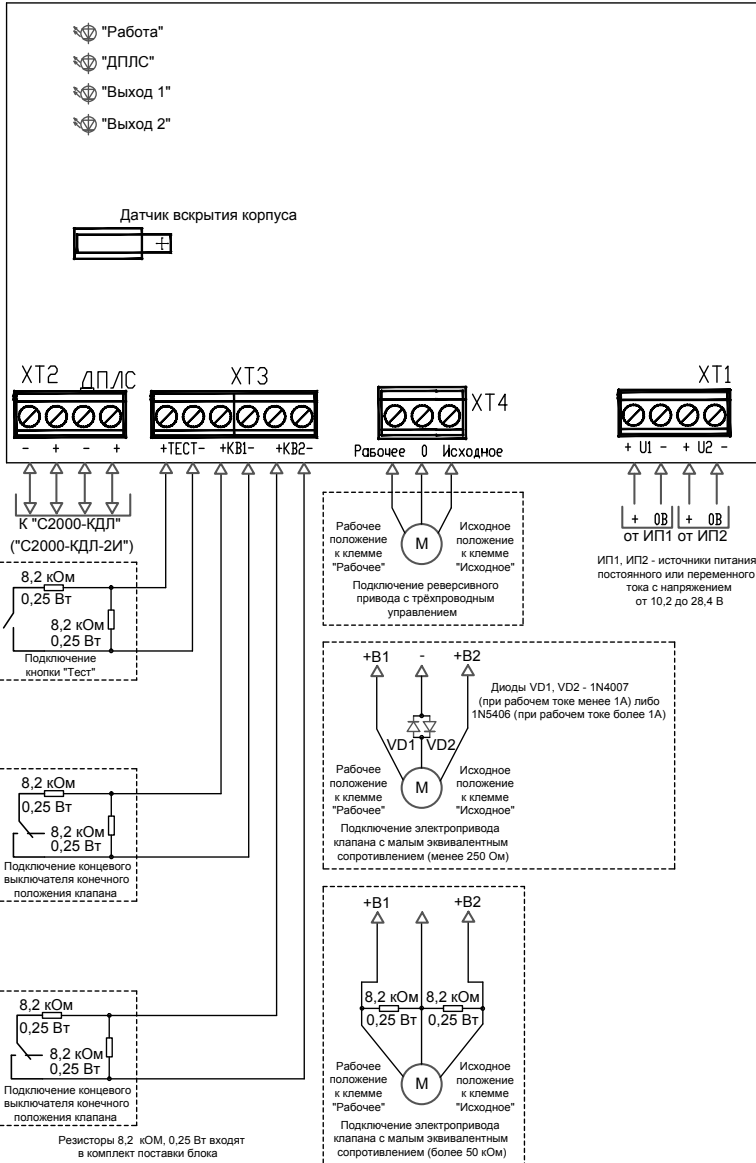 "Работа"
"ДПЛС"
"Выход 1"
"Выход 2"
Датчик вскрытия корпуса
XT2 ДПЛС
XT3
XT4
XT1
- + - +
+ТЕСТ- +КВ1- +КВ2-
Рабочее 0 Исходное
+ U1 - + U2 -
К "С2000-КДЛ"
("С2000-КДЛ-2И")
+ 0В + 0В
от ИП1 от ИП2
ИП1, ИП2 - источники питания
постоянного или переменного
тока с напряжением
от 10,2 до 28,4 В
8,2 кОм
0,25 Вт
8,2 кОм
0,25 Вт
Подключение
кнопки "Тест"
Рабочее
положение
к клемме
"Рабочее"
М
Исходное
положение
к клемме
"Исходное"
Подключение реверсивного
привода с трёхпроводным
управлением
+В1 - +В2
Диоды VD1, VD2 - 1N4007
(при рабочем токе менее 1А) либо
1N5406 (при рабочем токе более 1А)
VD1 VD2
Рабочее
положение
к клемме
"Рабочее"
М
Исходное
положение
к клемме
"Исходное"
Подключение электропривода
клапана с малым эквивалентным
сопротивлением (менее 250 Ом)
8,2 кОм
0,25 Вт
8,2 кОм
0,25 Вт
Подключение концевого
выключателя конечного
положения клапана
+В1 +В2
8,2 кОм 8,2 кОм
0,25 Вт 0,25 Вт
Рабочее
положение
к клемме
"Рабочее"
М
Исходное
положение
к клемме
"Исходное"
Подключение электропривода
клапана с малым эквивалентным
сопротивлением (более 50 кОм)
8,2 кОм
0,25 Вт
8,2 кОм
0,25 Вт
Подключение концевого
выключателя конечного
положения клапана
Резисторы 8,2 кОМ, 0,25 Вт входят
в комплект поставки блока